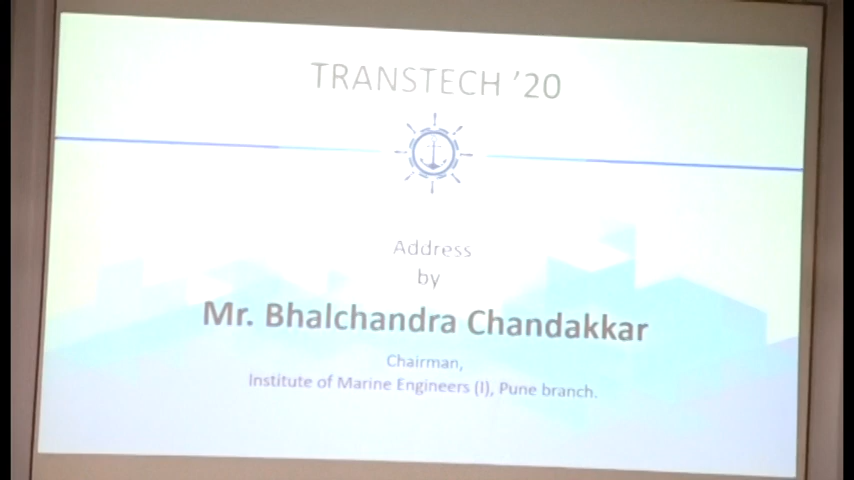 TRANSTECH ’20
Address
by
Mr. Bhalchandra Chandakkar
Chairman,
Institute of Marine Engineers (I), Pune branch.